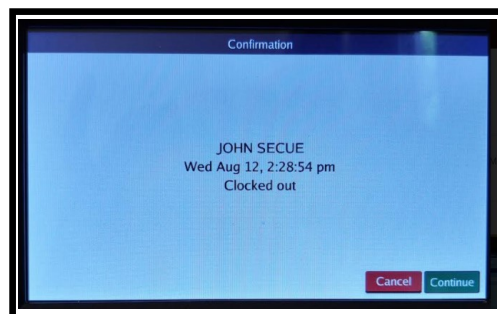 Confirmation
JOHN SECUE
Wed Aug 12, 2:28:54 pm
Clocked out
Cancel Continue